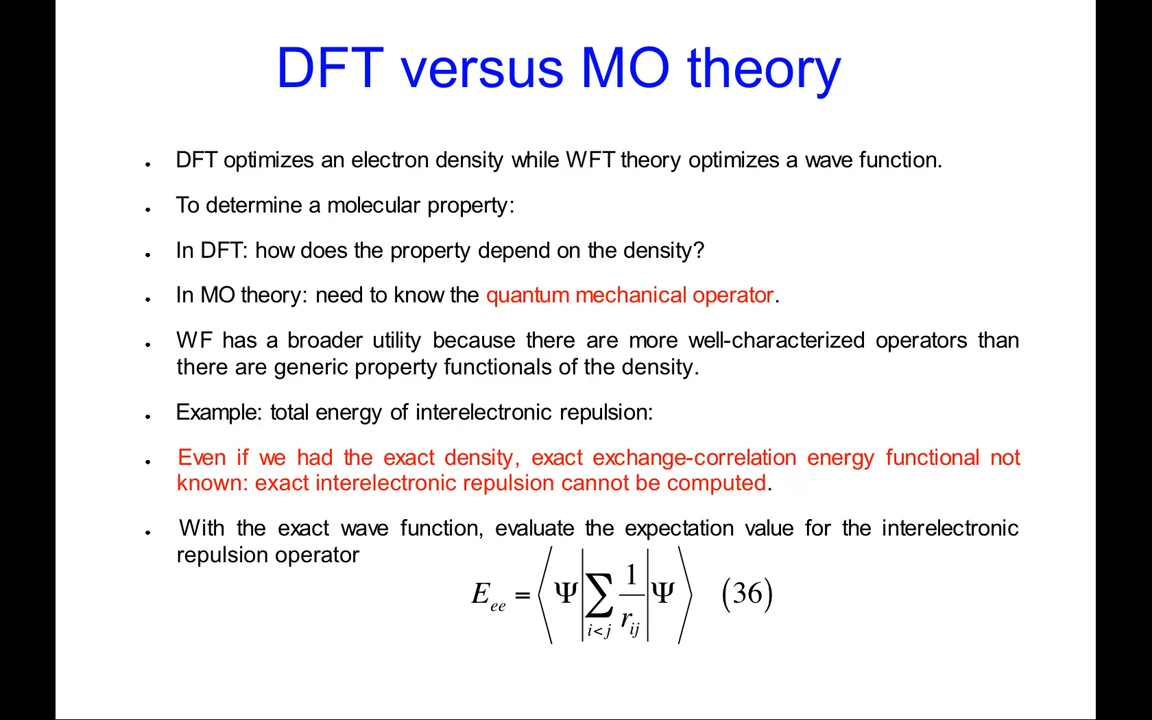 DFT versus MO theory
• DFT optimizes an electron density while WFT theory optimizes a wave function.
• To determine a molecular property:
• In DFT: how does the property depend on the density?
• In MO theory: need to know the quantum mechanical operator.
• WF has a broader utility because there are more well-characterized operators than
there are generic property functionals of the density.
• Example: total energy of interelectronic repulsion:
• Even if we had the exact density, exact exchange-correlation energy functional not
known: exact interelectronic repulsion cannot be computed.
• With the exact wave function, evaluate the expectation value for the interelectronic
repulsion operator
E_ee = ⟨Ψ|∑_{i<j} 1/r_ij|Ψ⟩ (36)